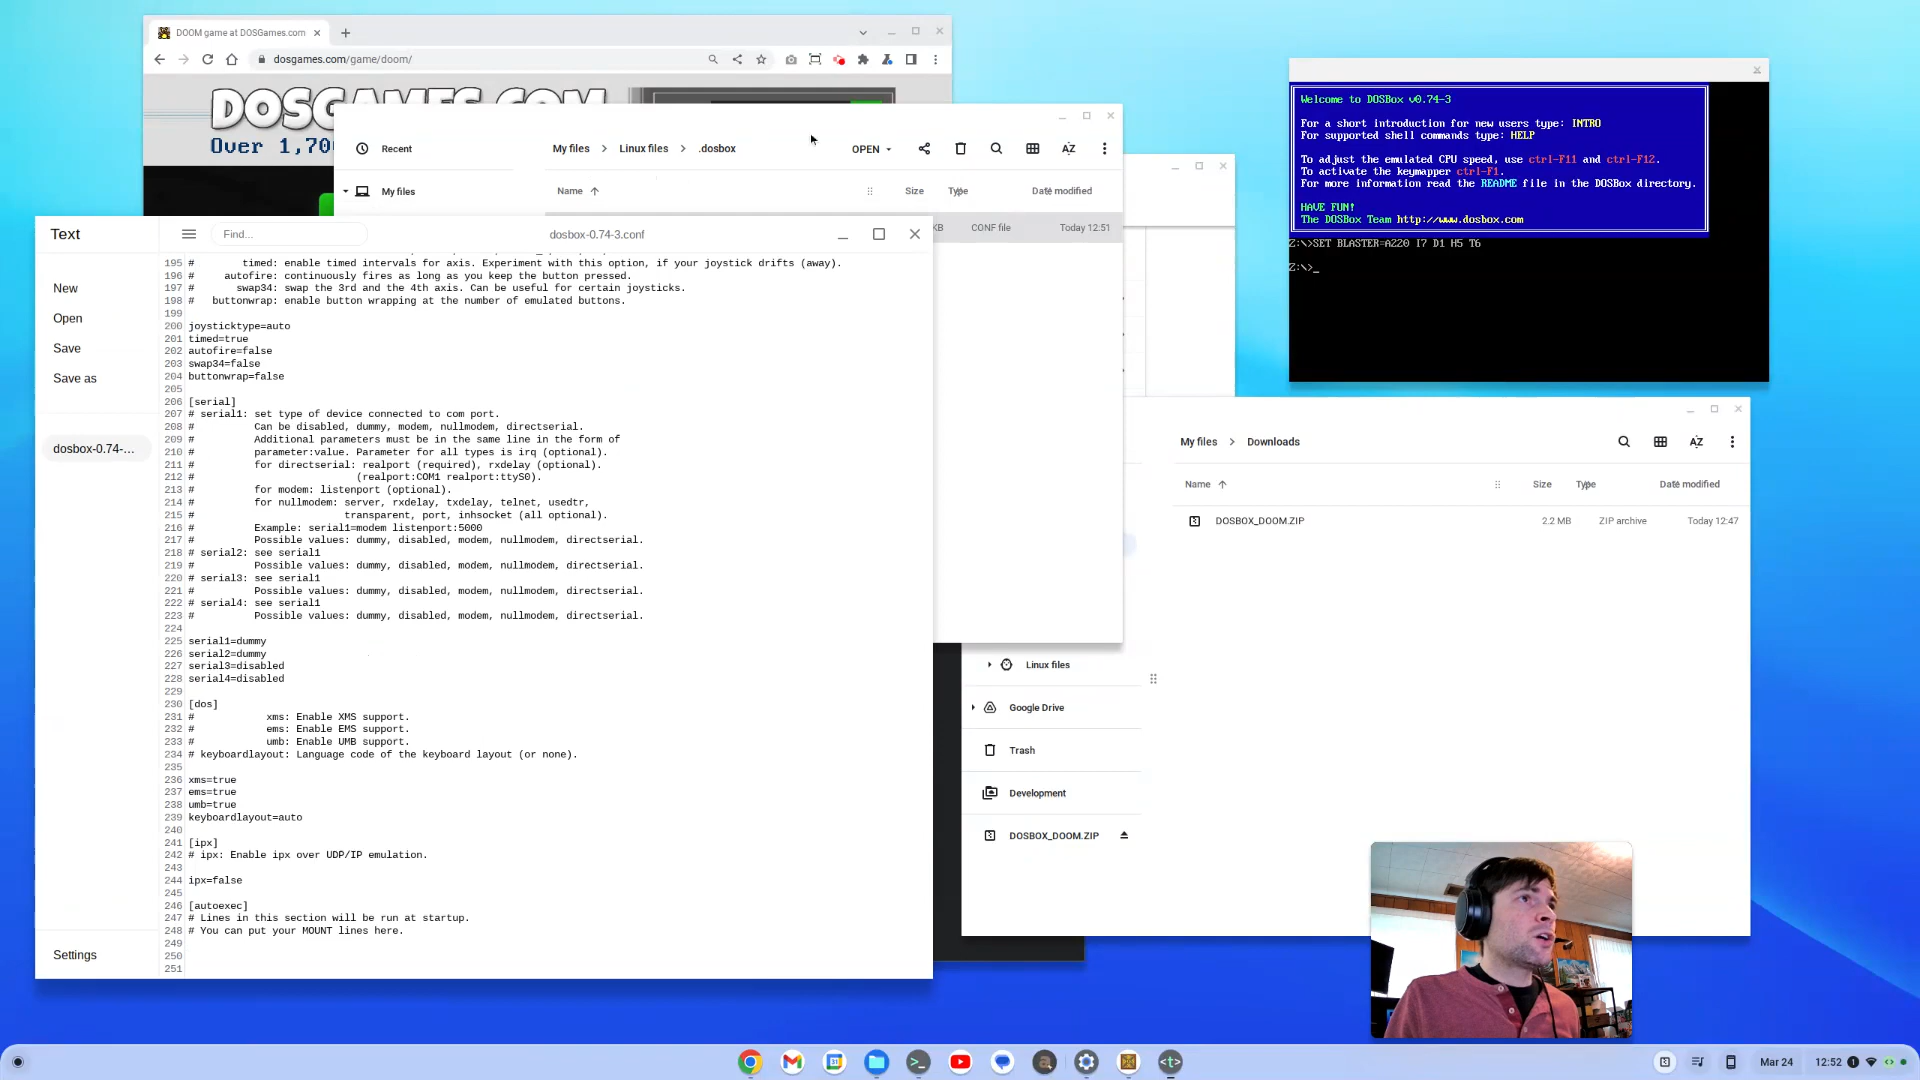 DOOM game at DOSGames.com
dosgames.com/game/doom/
DOSGAMES.COM
Over 1,70
Recent
My files
My files
Linux files
.dosbox
OPEN
Name
Size
Type
Date modified
KB
CONF file
Today 12:51
Text
Find...
dosbox-0.74-3.conf
New
Open
Save
Save as
dosbox-0.74-...
Settings
195 # timed: enable timed intervals for axis. Experiment with this option, if your joystick drifts (away).
196 # autofire: continuously fires as long as you keep the button pressed.
197 # swap34: swap the 3rd and the 4th axis. Can be useful for certain joysticks.
198 # buttonwrap: enable button wrapping at the number of emulated buttons.
199
200 joysticktype=auto
201 timed=true
202 autofire=false
203 swap34=false
204 buttonwrap=false
205
206 [serial]
207 # serial1: set type of device connected to com port.
208 # Can be disabled, dummy, modem, nullmodem, directserial.
209 # Additional parameters must be in the same line in the form of
210 # parameter:value. Parameter for all types is irq (optional).
211 # for directserial: realport (required), rxdelay (optional).
212 # (realport:COM1 realport:ttyS0).
213 # for modem: listenport (optional).
214 # for nullmodem: server, rxdelay, txdelay, telnet, usedtr,
215 # transparent, port, inhsocket (all optional).
216 # Example: serial1=modem listenport:5000
217 # Possible values: dummy, disabled, modem, nullmodem, directserial.
218 # serial2: see serial1
219 # Possible values: dummy, disabled, modem, nullmodem, directserial.
220 # serial3: see serial1
221 # Possible values: dummy, disabled, modem, nullmodem, directserial.
222 # serial4: see serial1
223 # Possible values: dummy, disabled, modem, nullmodem, directserial.
224
225 serial1=dummy
226 serial2=dummy
227 serial3=disabled
228 serial4=disabled
229
230 [dos]
231 # xms: Enable XMS support.
232 # ems: Enable EMS support.
233 # umb: Enable UMB support.
234 # keyboardlayout: Language code of the keyboard layout (or none).
235
236 xms=true
237 ems=true
238 umb=true
239 keyboardlayout=auto
240
241 [ipx]
242 # ipx: Enable ipx over UDP/IP emulation.
243
244 ipx=false
245
246 [autoexec]
247 # Lines in this section will be run at startup.
248 # You can put your MOUNT lines here.
249
250
251
Welcome to DOSBox v0.74-3
For a short introduction for new users type: INTRO
For supported shell commands type: HELP
To adjust the emulated CPU speed, use ctrl-F11 and ctrl-F12.
To activate the keymapper ctrl-F1.
For more information read the README file in the DOSBox directory.
HAVE FUN!
The DOSBox Team http://www.dosbox.com
Z:\>SET BLASTER=A220 I7 D1 H5 T6
Z:\>_
My files
Downloads
Name
Size
Type
Date modified
DOSBOX_DOOM.ZIP
2.2 MB
ZIP archive
Today 12:47
Linux files
Google Drive
Trash
Development
DOSBOX_DOOM.ZIP
31
Mar 24
12:52
1